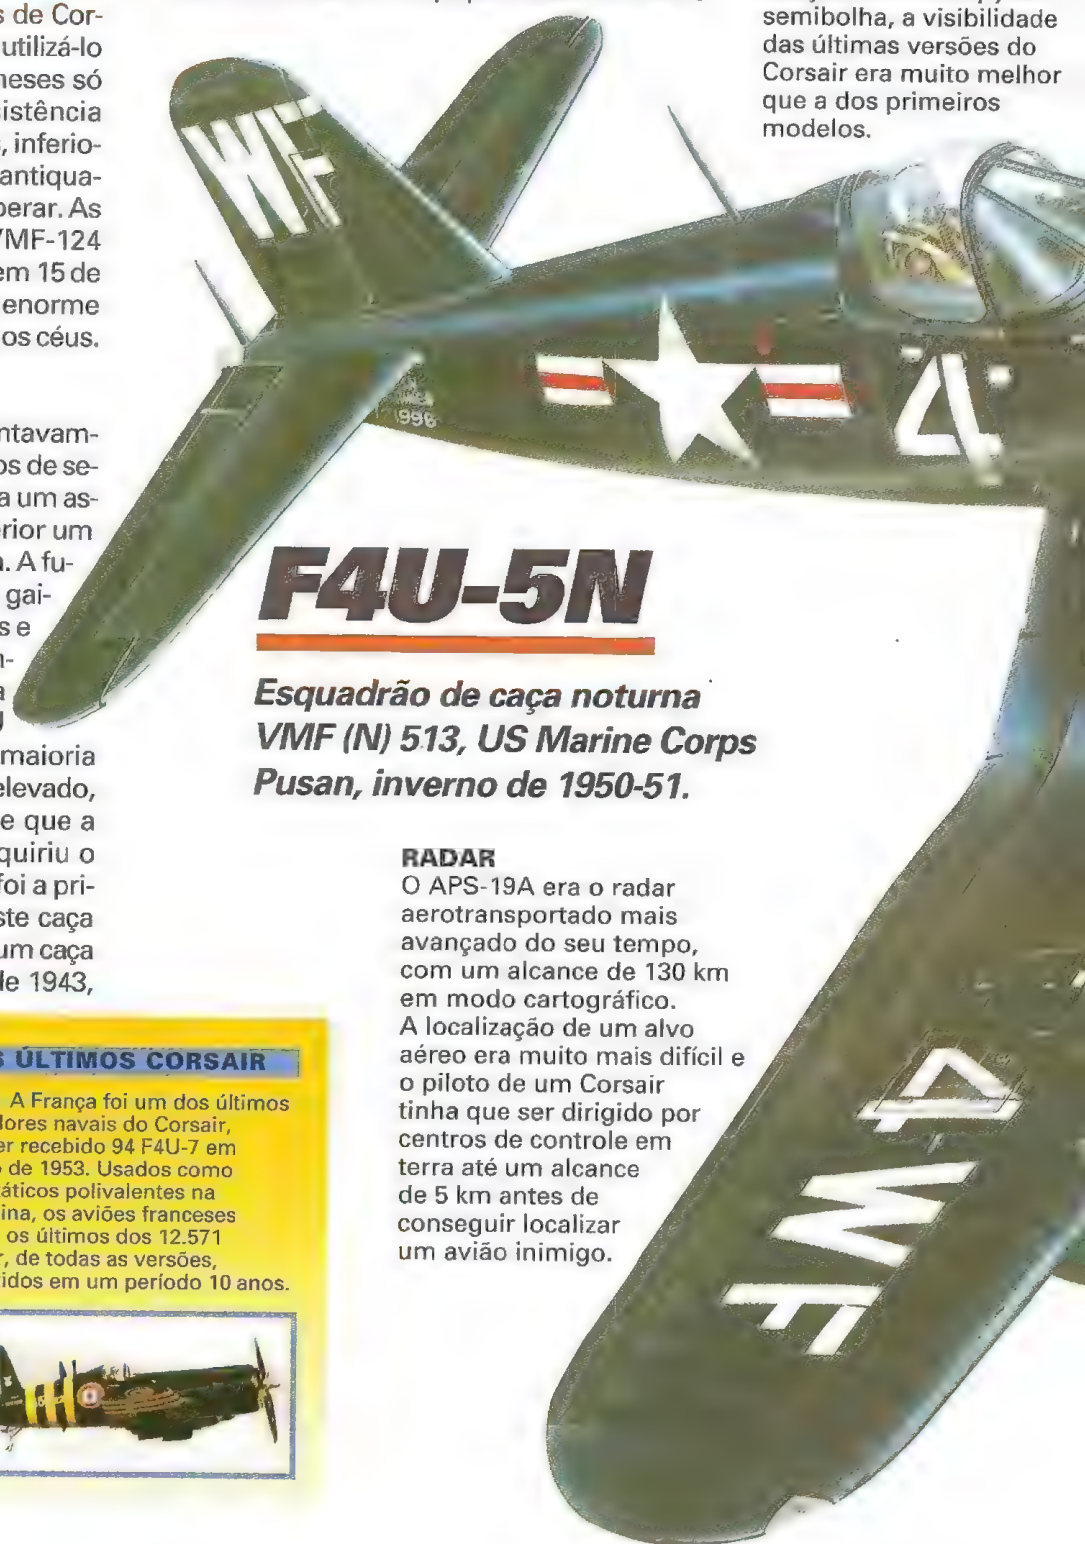 s de Cor-
utilizá-lo
neses só
sistência
, inferio-
antiqua-
perar. As
VMF-124
em 15 de
enorme
os céus.
ntavam-
os de se-
a um as-
rior um
. A fu-
gai-
s e
n-
a
maioria
elevado,
e que a
quiriu o
foi a pri-
ste caça
um caça
de 1943,
semibolha, a visibilidade
das últimas versões do
Corsair era muito melhor
que a dos primeiros
modelos.
WF
4
F4U-5N
Esquadrão de caça noturna
VMF (N) 513, US Marine Corps
Pusan, inverno de 1950-51.
RADAR
O APS-19A era o radar
aerotransportado mais
avançado do seu tempo,
com um alcance de 130 km
em modo cartográfico.
A localização de um alvo
aéreo era muito mais difícil e
o piloto de um Corsair
tinha que ser dirigido por
centros de controle em
terra até um alcance
de 5 km antes de
conseguir localizar
um avião inimigo.
4
WF
S ÚLTIMOS CORSAIR
A França foi um dos últimos
dores navais do Corsair,
er recebido 94 F4U-7 em
o de 1953. Usados como
áticos polivalentes na
ina, os aviões franceses
os últimos dos 12.571
r, de todas as versões,
idos em um período 10 anos.